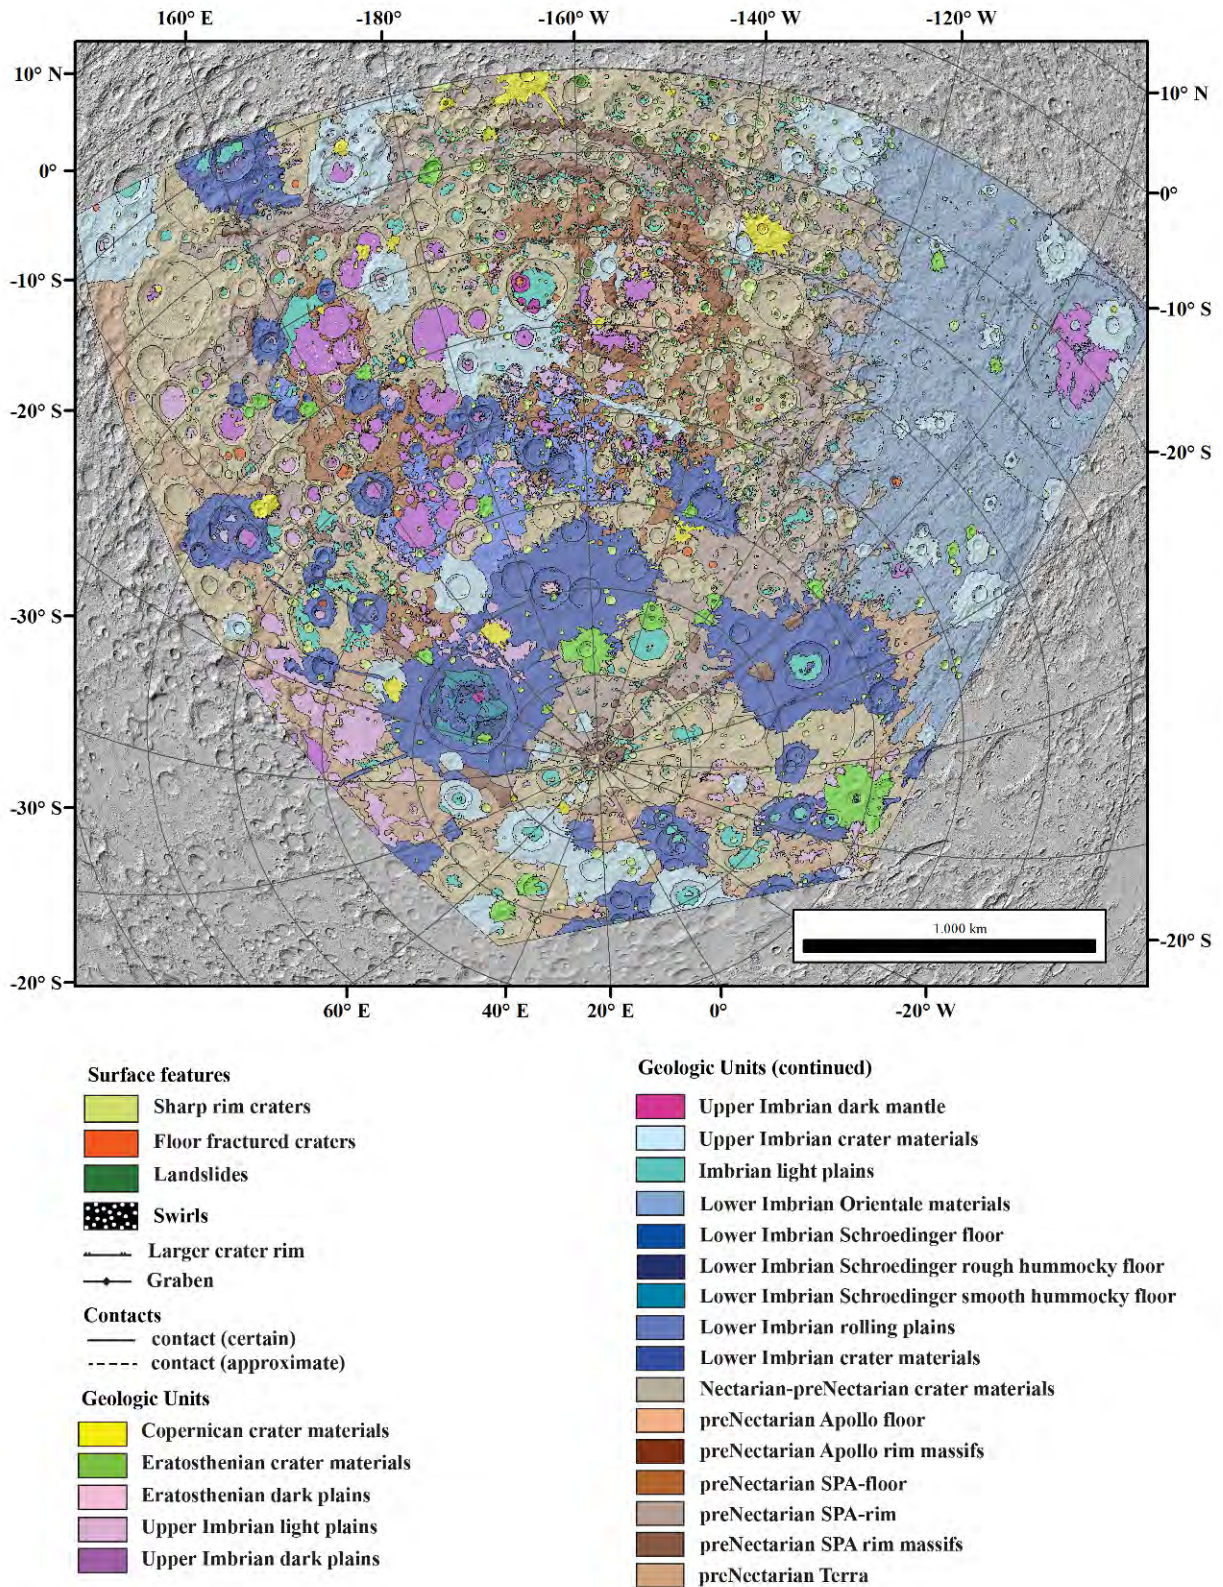 160° E -180° -160° W -140° W -120° W
10° N
10° N
0°
0°
-10° S
-10° S
-20° S
-20° S
-30° S
-30° S
-20° S
-20° S
1.000 km
60° E 40° E 20° E 0° -20° W
Surface features
Sharp rim craters
Floor fractured craters
Landslides
Swirls
Larger crater rim
Graben
Contacts
contact (certain)
contact (approximate)
Geologic Units
Copernican crater materials
Eratosthenian crater materials
Eratosthenian dark plains
Upper Imbrian light plains
Upper Imbrian dark plains
Geologic Units (continued)
Upper Imbrian dark mantle
Upper Imbrian crater materials
Imbrian light plains
Lower Imbrian Orientale materials
Lower Imbrian Schroedinger floor
Lower Imbrian Schroedinger rough hummocky floor
Lower Imbrian Schroedinger smooth hummocky floor
Lower Imbrian rolling plains
Lower Imbrian crater materials
Nectarian-preNectarian crater materials
preNectarian Apollo floor
preNectarian Apollo rim massifs
preNectarian SPA-floor
preNectarian SPA-rim
preNectarian SPA rim massifs
preNectarian Terra